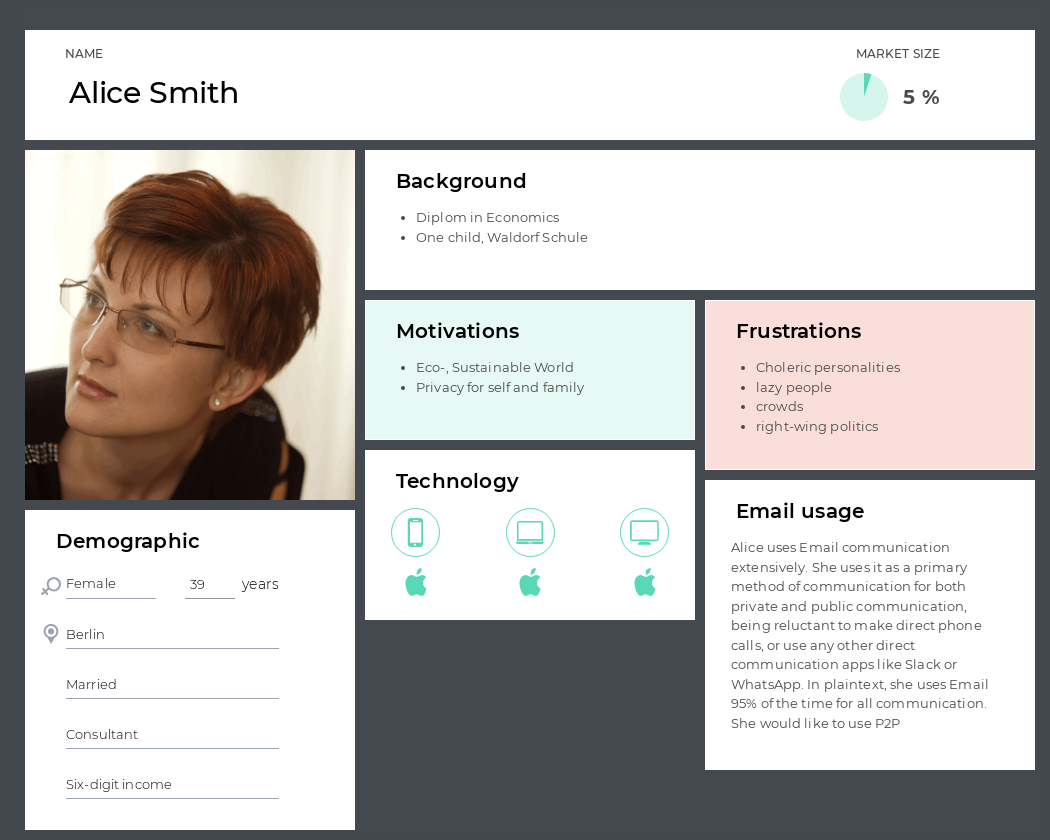 NAME
Alice Smith
MARKET SIZE
5 %
Background
Diplom in Economics
One child, Waldorf Schule
Motivations
Eco-, Sustainable World
Privacy for self and family
Frustrations
Choleric personalities
lazy people
crowds
right-wing politics
Technology
Email usage
Alice uses Email communication
extensively. She uses it as a primary
method of communication for both
private and public communication,
being reluctant to make direct phone
calls, or use any other direct
communication apps like Slack or
WhatsApp. In plaintext, she uses Email
95% of the time for all communication.
She would like to use P2P
Demographic
Female 39 years
Berlin
Married
Consultant
Six-digit income